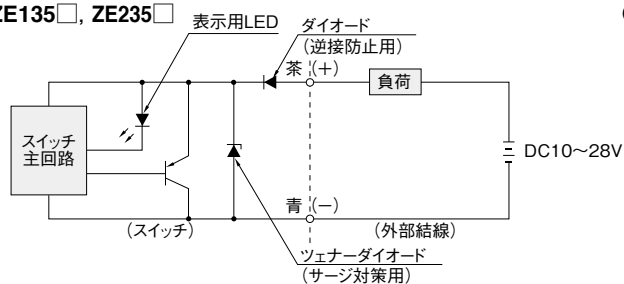 ZE135□, ZE235□
表示用LED
ダイオード
(逆接防止用)
茶 (+)
負荷
スイッチ
主回路
DC10~28V
青 (−)
(スイッチ)
(外部結線)
ツェナーダイオード
(サージ対策用)